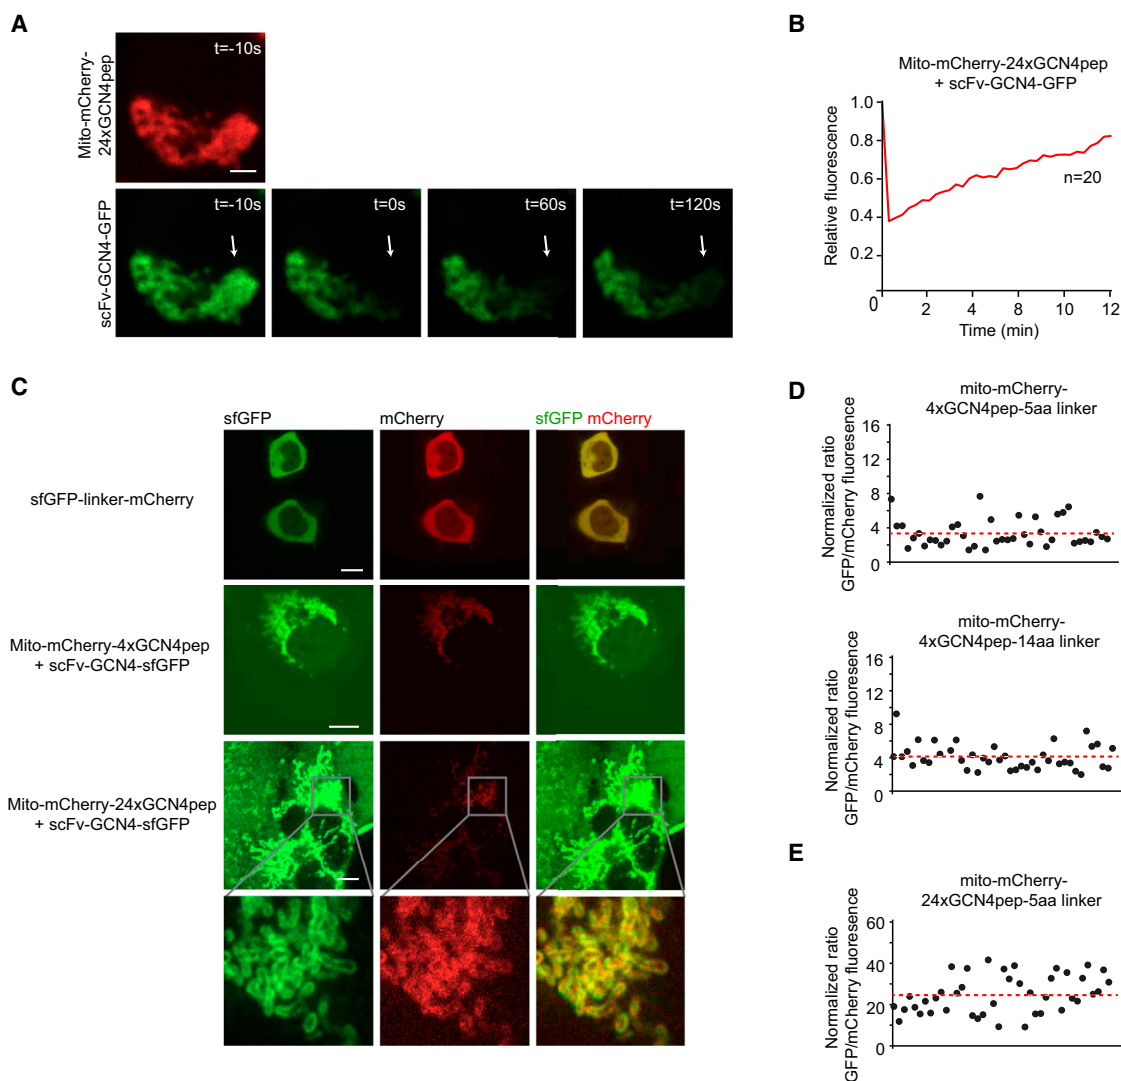 A
Mito-mCherry-
24xGCN4pep
t=-10s
scFv-GCN4-GFP
t=-10s
t=0s
t=60s
t=120s
B
Mito-mCherry-24xGCN4pep
+ scFv-GCN4-GFP
Relative fluorescence
1.0
0.8
0.6
0.4
0.2
0
n=20
2
4
6
8
10
12
Time (min)
C
sfGFP
mCherry
sfGFP mCherry
sfGFP-linker-mCherry
Mito-mCherry-4xGCN4pep
+ scFv-GCN4-sfGFP
Mito-mCherry-24xGCN4pep
+ scFv-GCN4-sfGFP
D
mito-mCherry-
4xGCN4pep-5aa linker
Normalized ratio
GFP/mCherry fluoresence
16
12
8
4
0
mito-mCherry-
4xGCN4pep-14aa linker
Normalized ratio
GFP/mCherry fluoresence
16
12
8
4
0
E
mito-mCherry-
24xGCN4pep-5aa linker
Normalized ratio
GFP/mCherry fluoresence
60
40
20
0